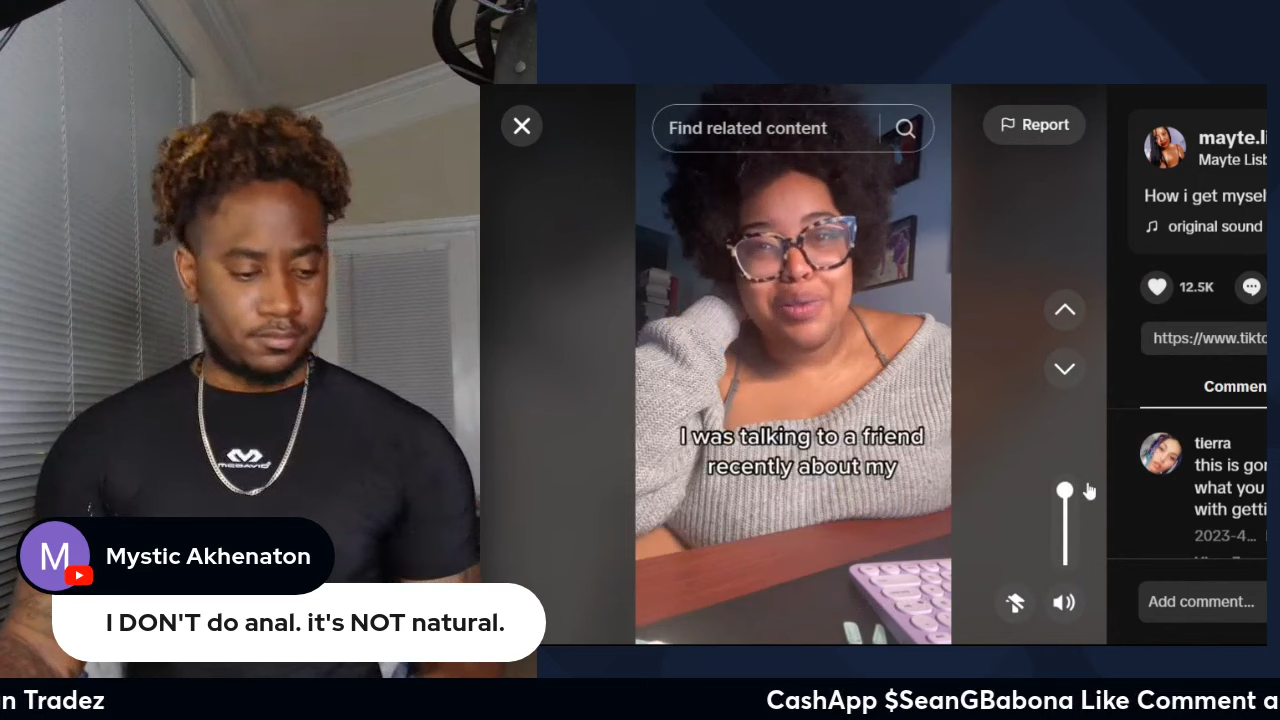 Find related content
Report
mayte.li
Mayte Lisb
How i get mysel
original sound
12.5K
https://www.tikto
Commen
I was talking to a friend
recently about my
tierra
this is go
what you
with getti
2023-4...
Add comment...
MCDAVID
M
Mystic Akhenaton
I DON'T do anal. it's NOT natural.
n Tradez
CashApp $SeanGBabona Like Comment a